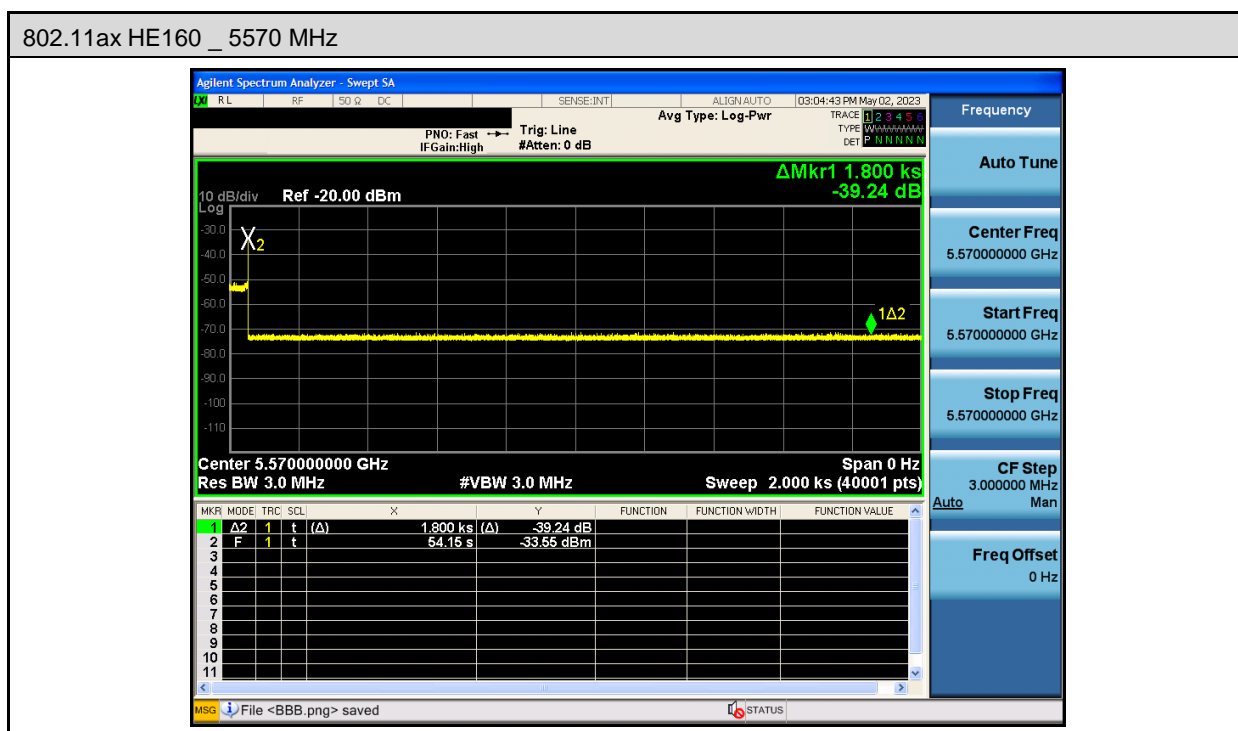 802.11ax HE160 _ 5570 MHz
Agilent Spectrum Analyzer - Swept SA
LXI RL RF 50 Ω DC SENSE:INT ALIGN AUTO 03:04:43 PM May 02, 2023
Avg Type: Log-Pwr
TRACE 1 2 3 4 5 6
TYPE WWWWWW
DET P N N N N N
PNO: Fast
IFGain:High
Trig: Line
#Atten: 0 dB
ΔMkr1 1.800 ks
-39.24 dB
10 dB/div
Log
Ref -20.00 dBm
-30.0
-40.0
-50.0
-60.0
-70.0
-80.0
-90.0
-100
-110
X2
1Δ2
Center 5.570000000 GHz
Span 0 Hz
Res BW 3.0 MHz
#VBW 3.0 MHz
Sweep 2.000 ks (40001 pts)
MKR MODE TRC SCL X Y FUNCTION FUNCTION WIDTH FUNCTION VALUE
1 Δ2 1 t (Δ) 1.800 ks (Δ) -39.24 dB
2 F 1 t 54.15 s -33.55 dBm
3
4
5
6
7
8
9
10
11
MSG File <BBB.png> saved
STATUS
Frequency
Auto Tune
Center Freq
5.570000000 GHz
Start Freq
5.570000000 GHz
Stop Freq
5.570000000 GHz
CF Step
3.000000 MHz
Auto Man
Freq Offset
0 Hz